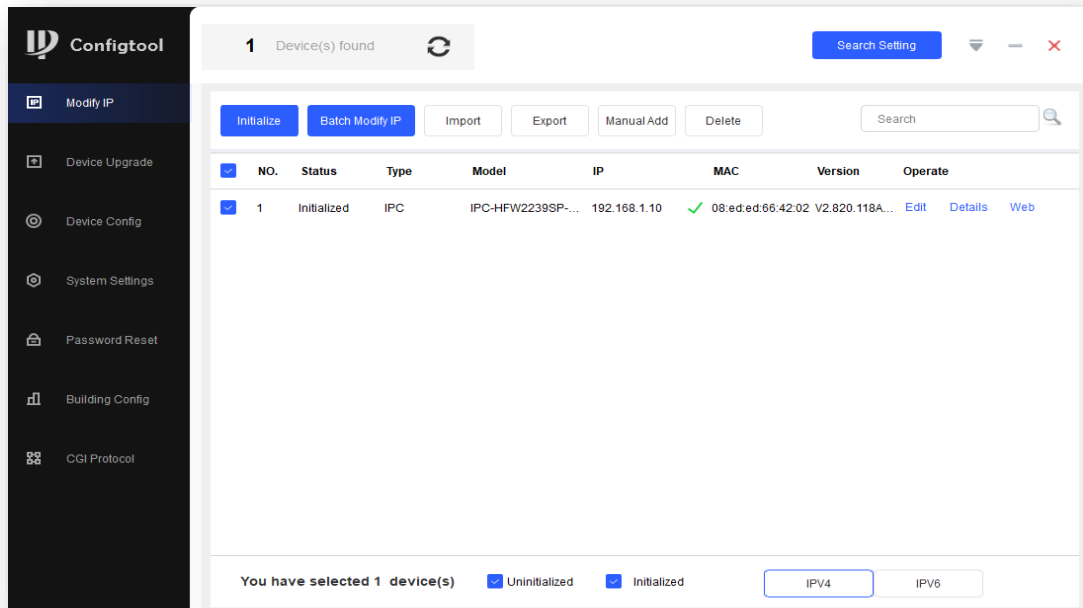 Configtool
1 Device(s) found
Search Setting
Modify IP
Device Upgrade
Device Config
System Settings
Password Reset
Building Config
CGI Protocol
Initialize Batch Modify IP Import Export Manual Add Delete Search
NO. Status Type Model IP MAC Version Operate
1 Initialized IPC IPC-HFW2239SP-... 192.168.1.10 08:ed:ed:66:42:02 V2.820.118A... Edit Details Web
You have selected 1 device(s) Uninitialized Initialized IPV4 IPV6